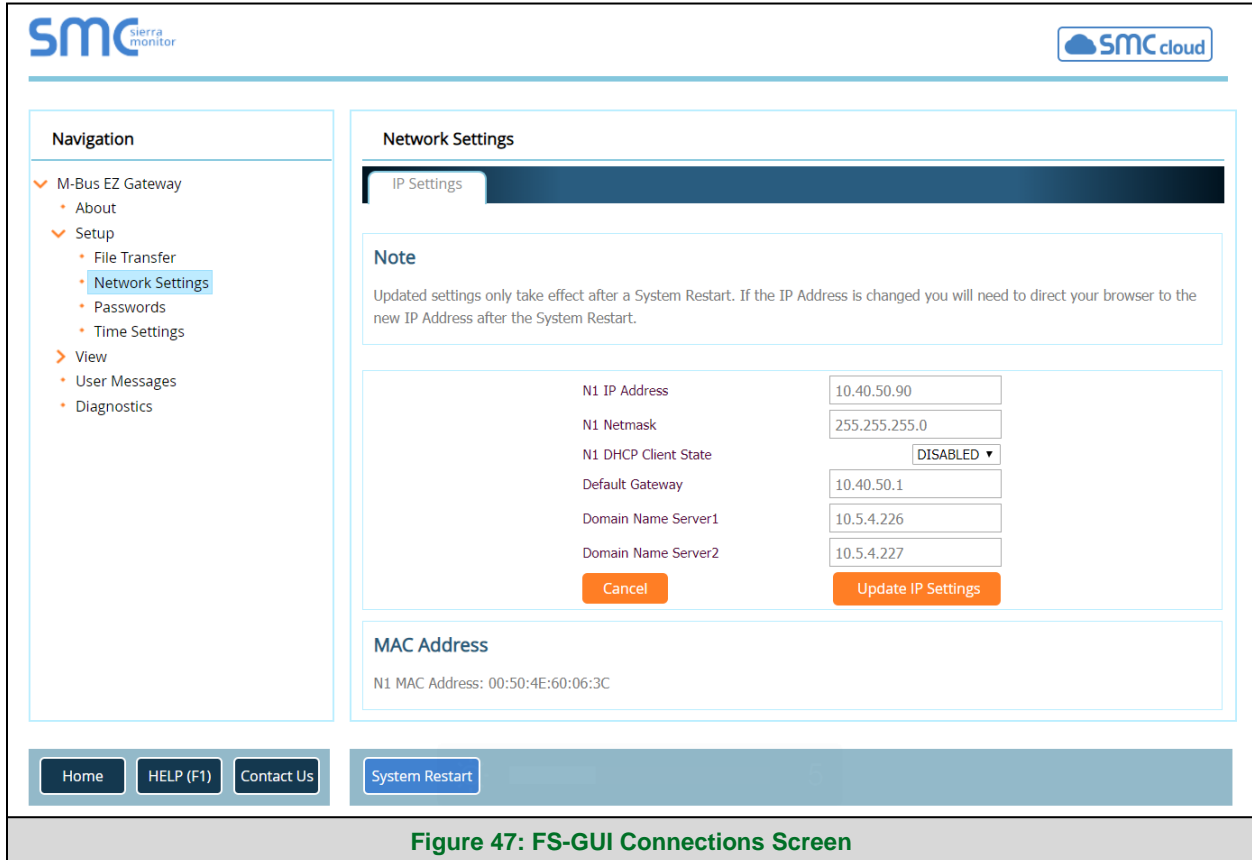 SMC sierra monitor
SMC cloud
Navigation
M-Bus EZ Gateway
About
Setup
File Transfer
Network Settings
Passwords
Time Settings
View
User Messages
Diagnostics
Network Settings
IP Settings
Note
Updated settings only take effect after a System Restart. If the IP Address is changed you will need to direct your browser to the
new IP Address after the System Restart.
N1 IP Address 10.40.50.90
N1 Netmask 255.255.255.0
N1 DHCP Client State DISABLED
Default Gateway 10.40.50.1
Domain Name Server1 10.5.4.226
Domain Name Server2 10.5.4.227
Cancel Update IP Settings
MAC Address
N1 MAC Address: 00:50:4E:60:06:3C
Home HELP (F1) Contact Us System Restart
Figure 47: FS-GUI Connections Screen